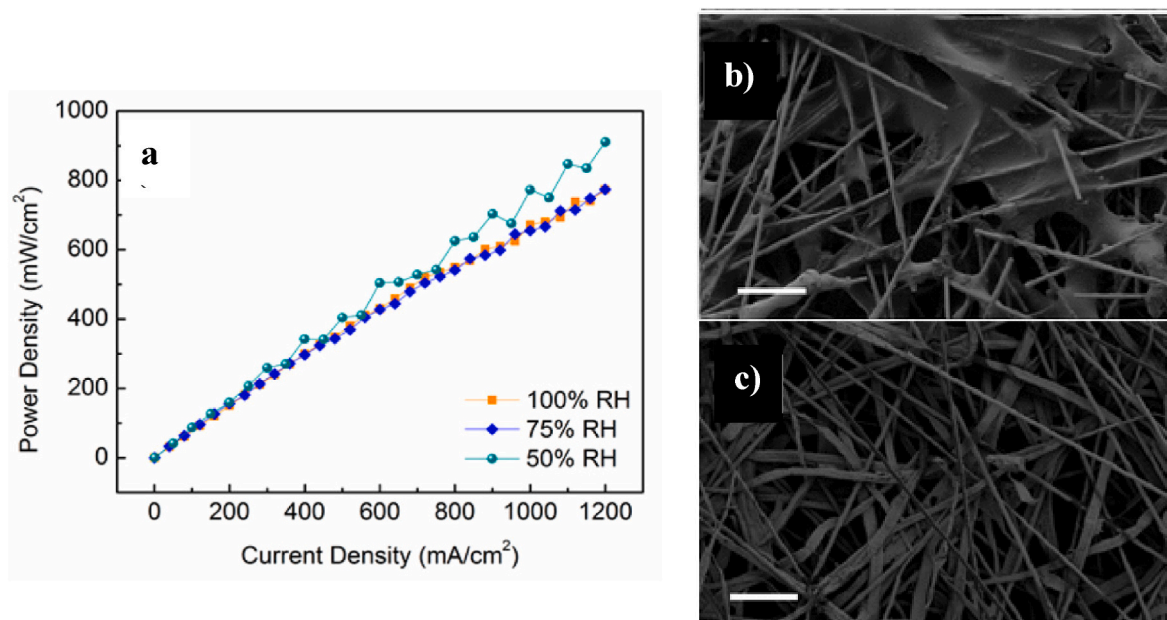 a
Power Density (mW/cm²)
1000
800
600
400
200
0
100% RH
75% RH
50% RH
0 200 400 600 800 1000 1200
Current Density (mA/cm²)
b)
c)